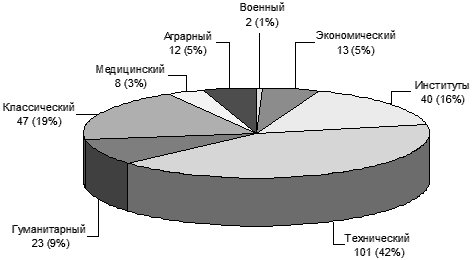 Военный
2 (1%)
Экономический
13 (5%)
Аграрный
12 (5%)
Медицинский
8 (3%)
Институты
40 (16%)
Классический
47 (19%)
Гуманитарный
23 (9%)
Технический
101 (42%)